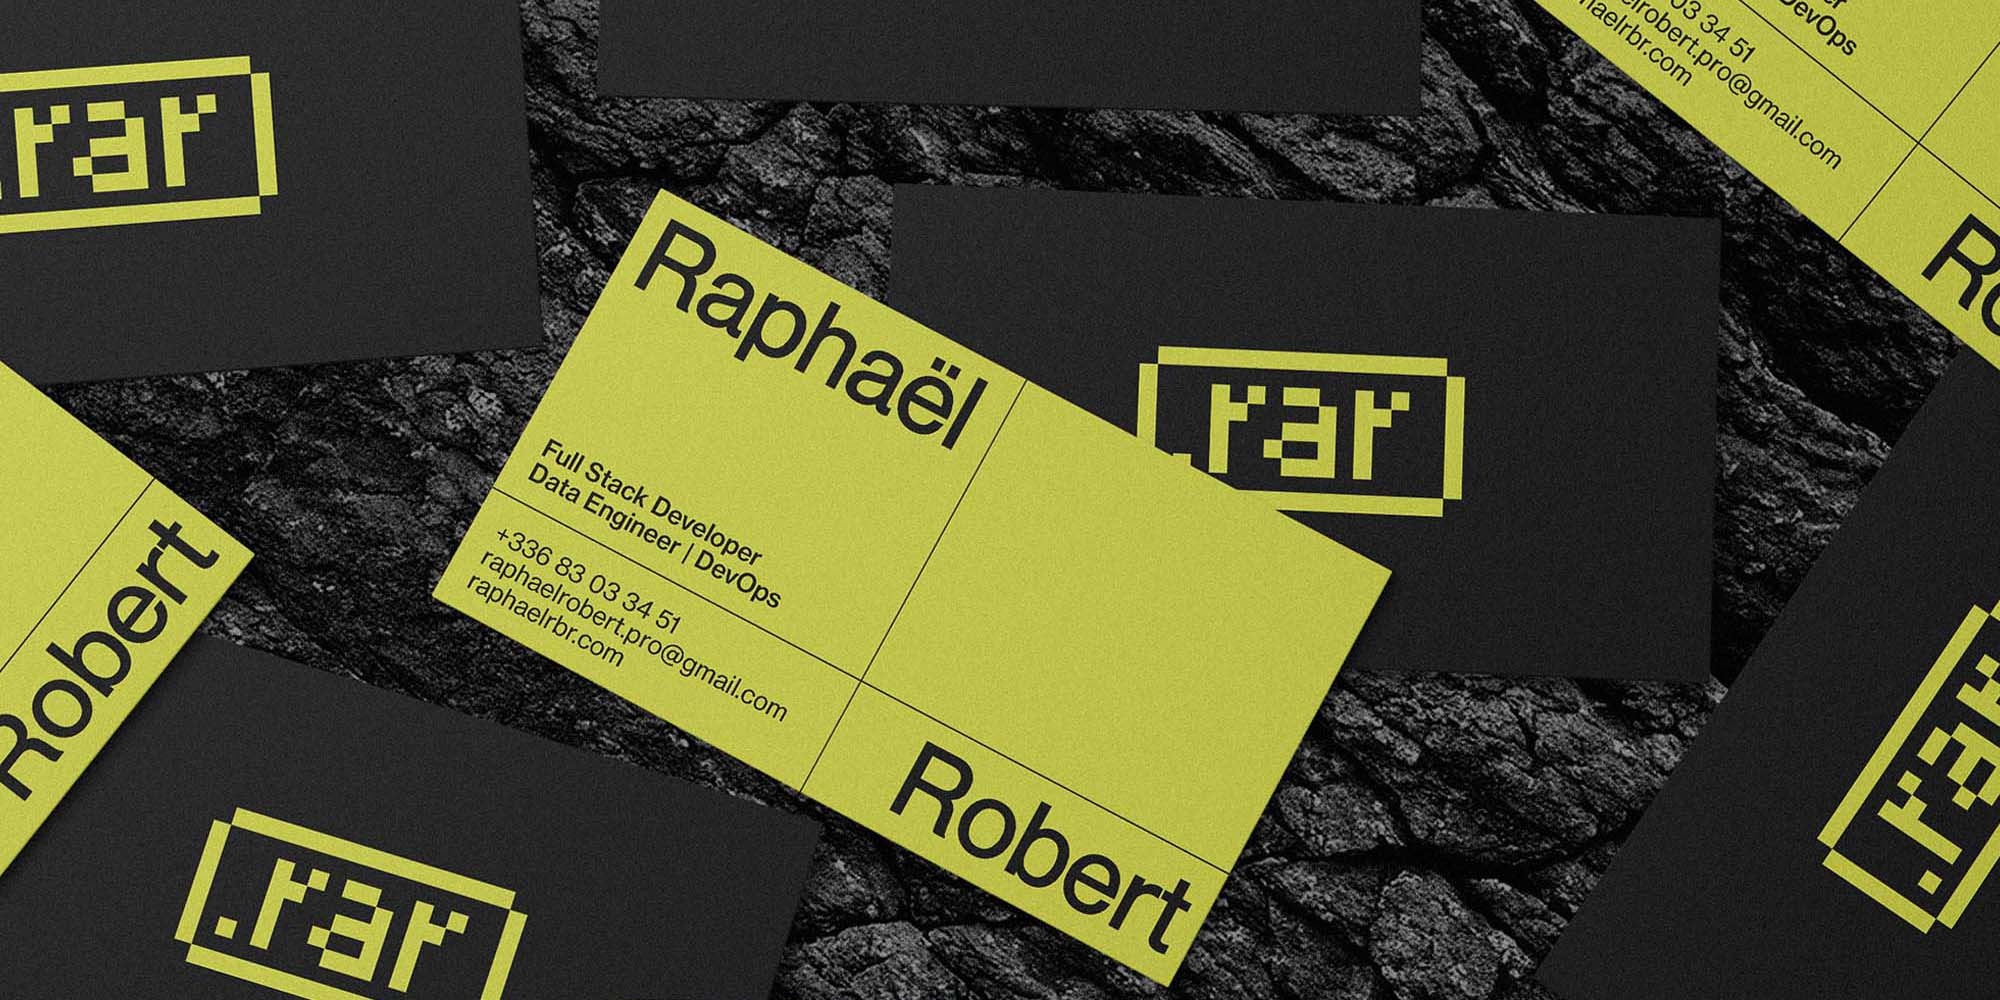 .rar
03 34 51
elrobert.pro@gmail.com
haelrbr.com
DevOps
Ro
Raphaël
Full Stack Developer
Data Engineer | DevOps
+336 83 03 34 51
raphaelrobert.pro@gmail.com
raphaelrbr.com
Robert
.rar
Robert
.rar
.rar